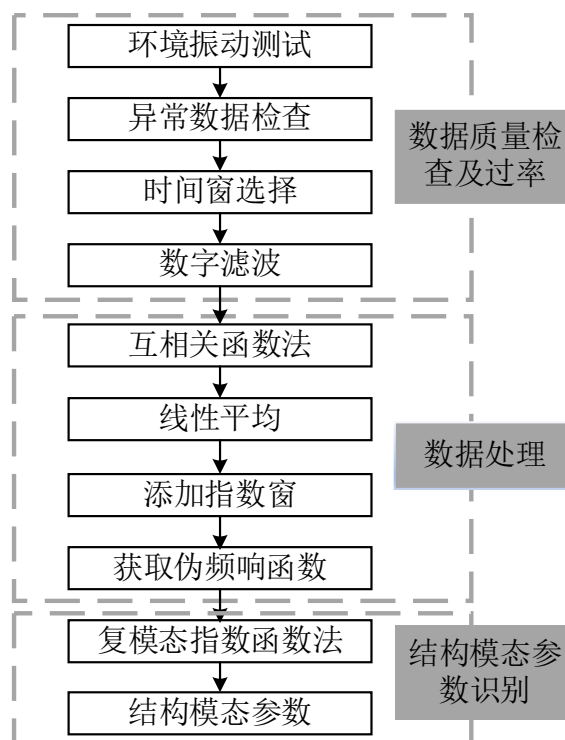 环境振动测试
异常数据检查
时间窗选择
数字滤波
数据质量检
查及过率
互相关函数法
线性平均
添加指数窗
获取伪频响函数
数据处理
复模态指数函数法
结构模态参数
结构模态参
数识别